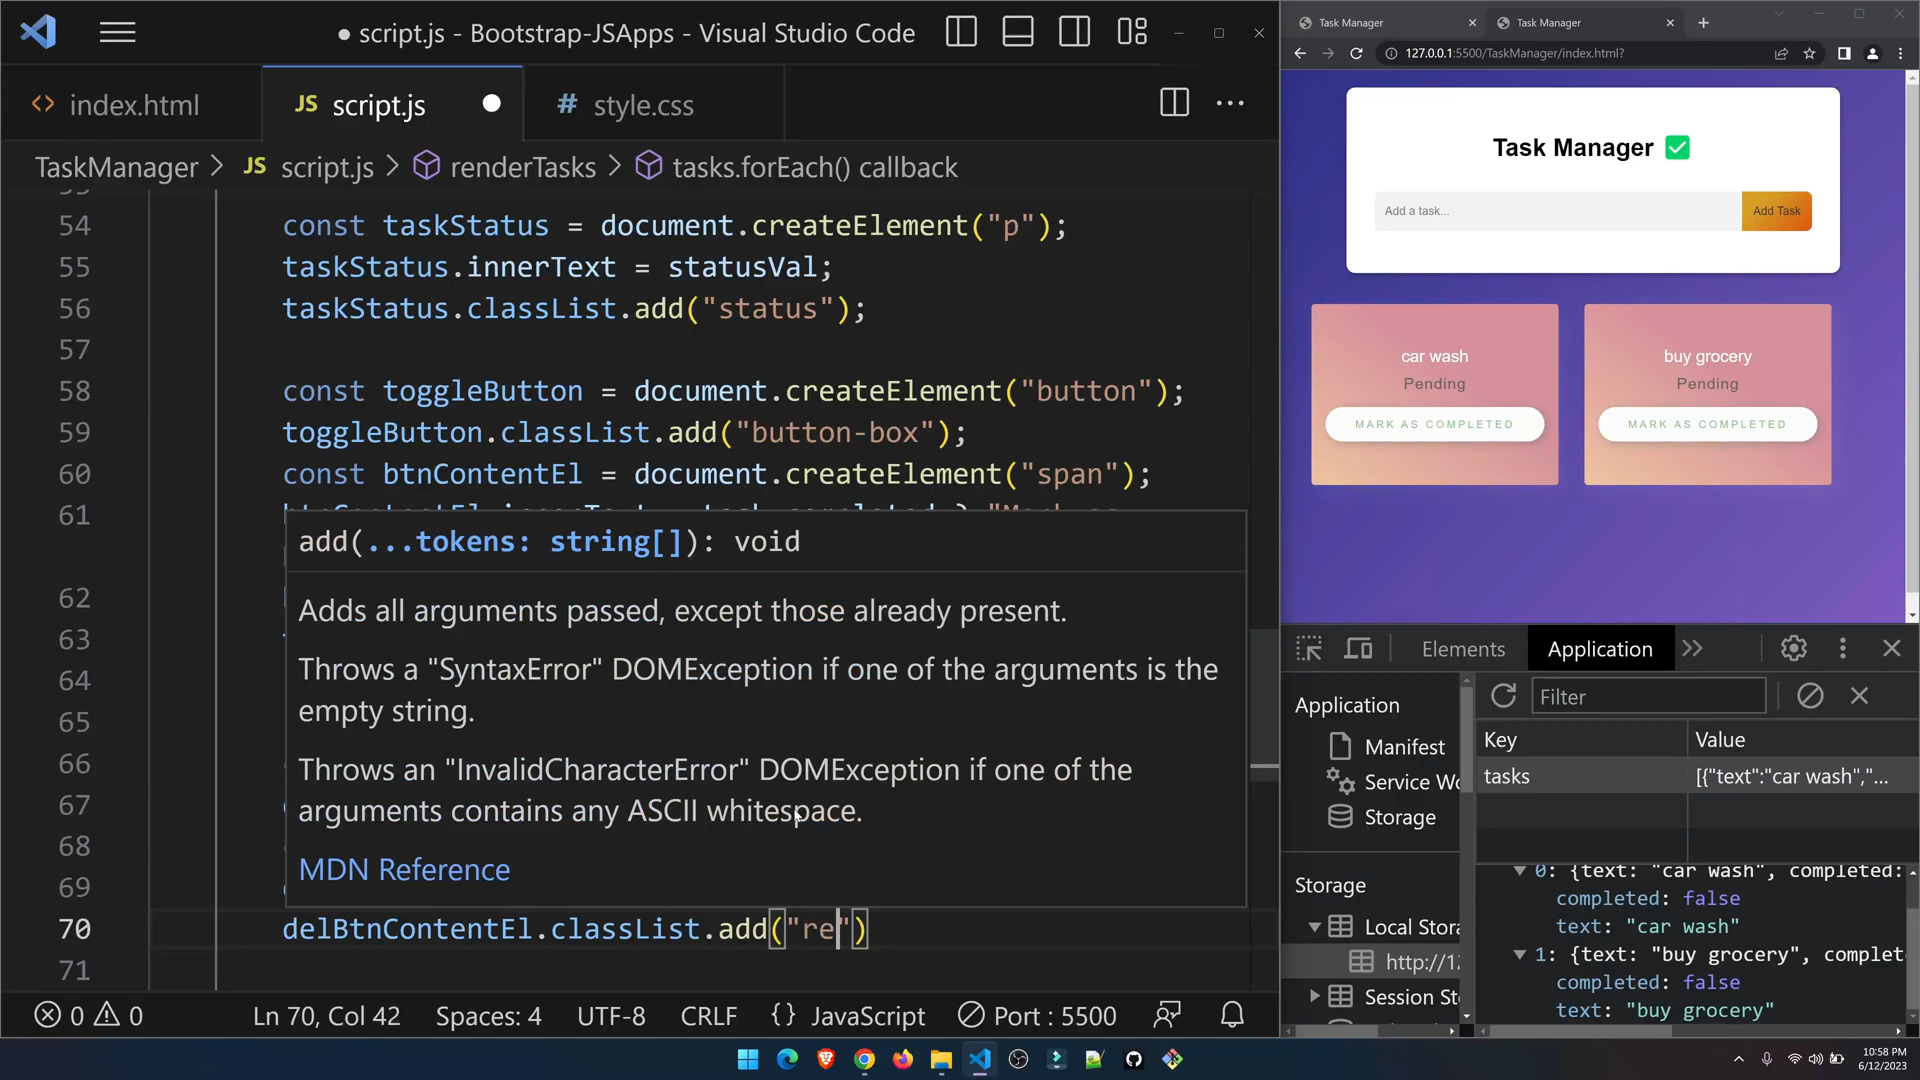 ● script.js - Bootstrap-JSApps - Visual Studio Code
index.html
JS script.js
# style.css
TaskManager > JS script.js > renderTasks > tasks.forEach() callback
54 const taskStatus = document.createElement("p");
55 taskStatus.innerText = statusVal;
56 taskStatus.classList.add("status");
57
58 const toggleButton = document.createElement("button");
59 toggleButton.classList.add("button-box");
60 const btnContentEl = document.createElement("span");
61
add(...tokens: string[]): void
Adds all arguments passed, except those already present.
62
63
Throws a "SyntaxError" DOMException if one of the arguments is the
64
empty string.
65
66
Throws an "InvalidCharacterError" DOMException if one of the
67
arguments contains any ASCII whitespace.
68
MDN Reference
69
70 delBtnContentEl.classList.add("re")
71
0 0
Ln 70, Col 42
Spaces: 4
UTF-8
CRLF
{} JavaScript
Port : 5500
Task Manager
Task Manager
127.0.0.1:5500/TaskManager/index.html?
Task Manager
Add a task...
Add Task
car wash
Pending
MARK AS COMPLETED
buy grocery
Pending
MARK AS COMPLETED
Elements
Application
Application
Manifest
Service Wo
Storage
Storage
Local Stora
http://12
Session St
Filter
Key Value
tasks [{"text":"car wash","...
0: {text: "car wash", completed:
completed: false
text: "car wash"
1: {text: "buy grocery", complet
completed: false
text: "buy grocery"
10:58 PM
6/12/2023